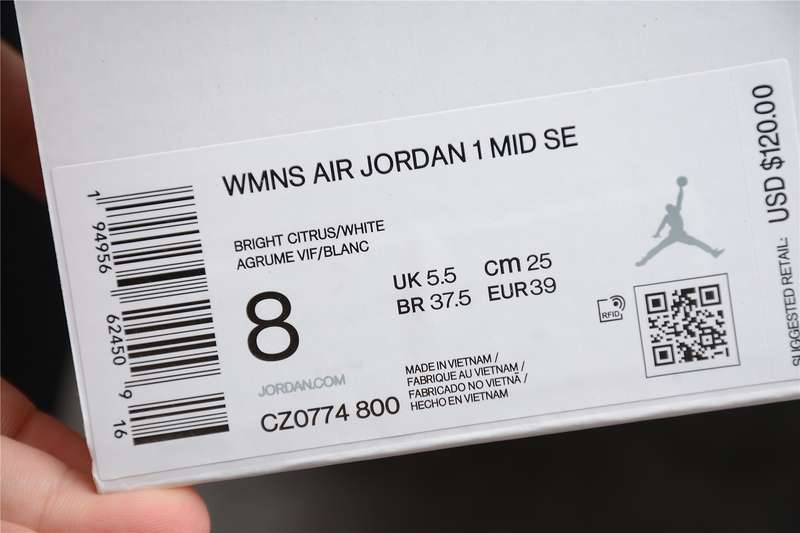 WMNS AIR JORDAN 1 MID SE
BRIGHT CITRUS/WHITE
AGRUME VIF/BLANC
8
UK 5.5 cm 25
BR 37.5 EUR 39
JORDAN.COM
CZ0774 800
MADE IN VIETNAM /
FABRIQUE AU VIETNAM /
FABRICADO NO VIETNÃ /
HECHO EN VIETNAM
1 94956 62450 9 16
RFID
SUGGESTED RETAIL:
USD $120.00